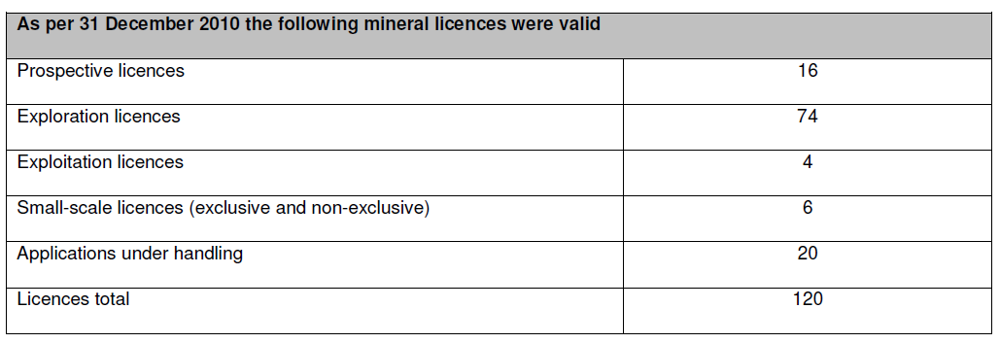 As per 31 December 2010 the following mineral licences were valid
Prospective licences 16
Exploration licences 74
Exploitation licences 4
Small-scale licences (exclusive and non-exclusive) 6
Applications under handling 20
Licences total 120